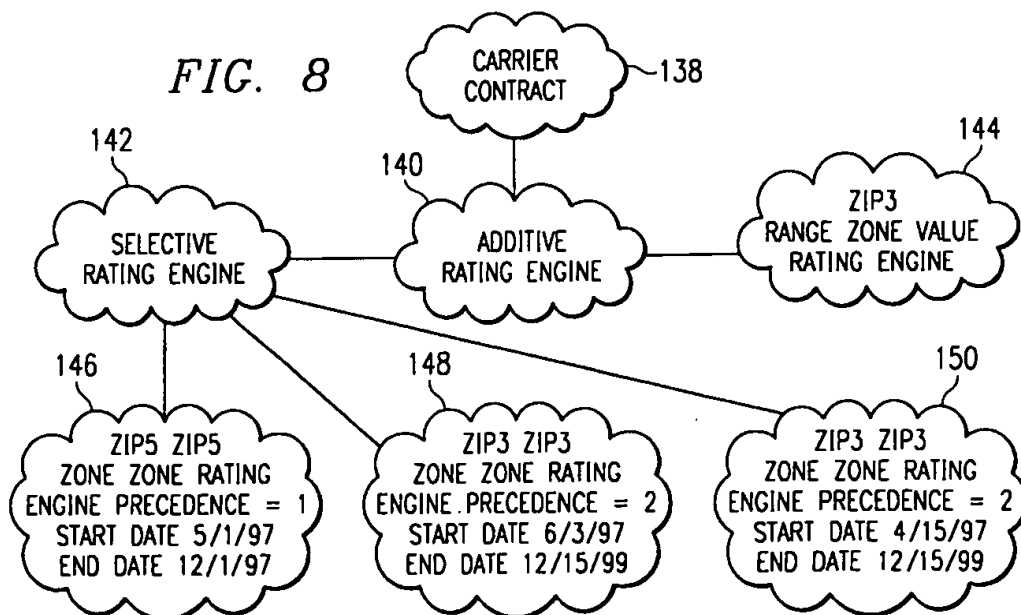 FIG. 8
CARRIER
CONTRACT
138
142
SELECTIVE
RATING ENGINE
140
ADDITIVE
RATING ENGINE
144
ZIP3
RANGE ZONE VALUE
RATING ENGINE
146
ZIP5 ZIP5
ZONE ZONE RATING
ENGINE PRECEDENCE = 1
START DATE 5/1/97
END DATE 12/1/97
148
ZIP3 ZIP3
ZONE ZONE RATING
ENGINE.PRECEDENCE = 2
START DATE 6/3/97
END DATE 12/15/99
150
ZIP3 ZIP3
ZONE ZONE RATING
ENGINE PRECEDENCE = 2
START DATE 4/15/97
END DATE 12/15/99